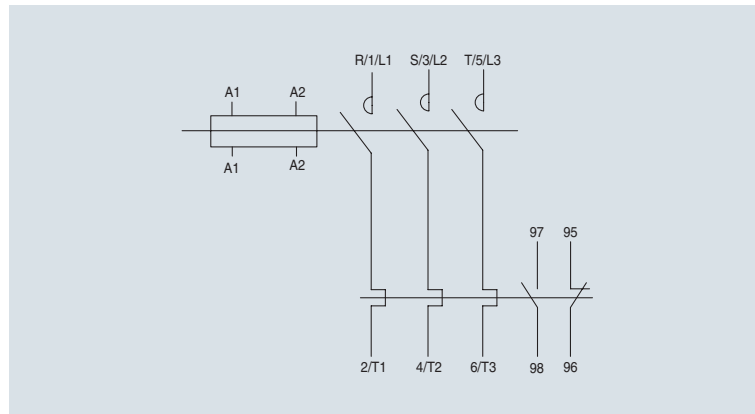 R/1/L1 S/3/L2 T/5/L3
A1 A2
A1 A2
97 95
2/T1 4/T2 6/T3 98 96